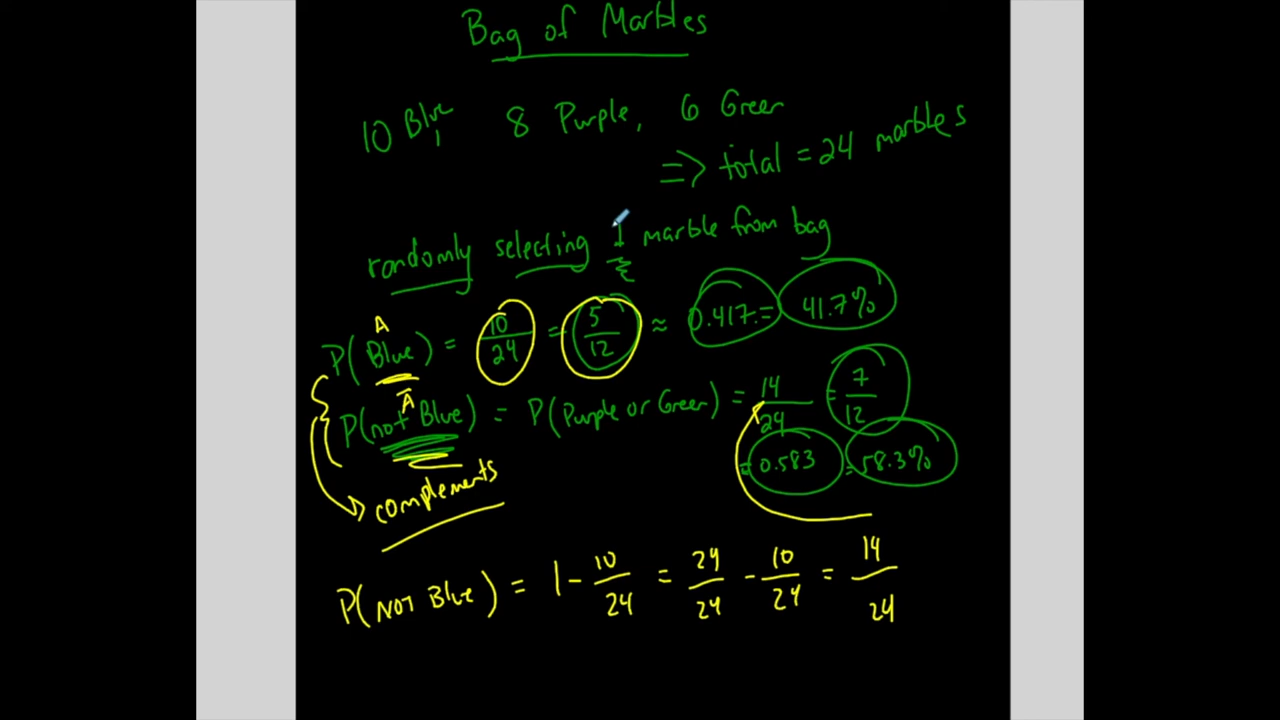 Bag of Marbles
10 Blue, 8 Purple, 6 Green
=> total = 24 marbles
randomly selecting 1 marble from bag
A
P(Blue) = 10/24 = 5/12 ≈ 0.417 = 41.7%
A̅
P(not Blue) = P(Purple or Green) = 14/24 = 7/12
= 0.583 = 58.3%
complements
P(NOT Blue) = 1 - 10/24 = 24/24 - 10/24 = 14/24